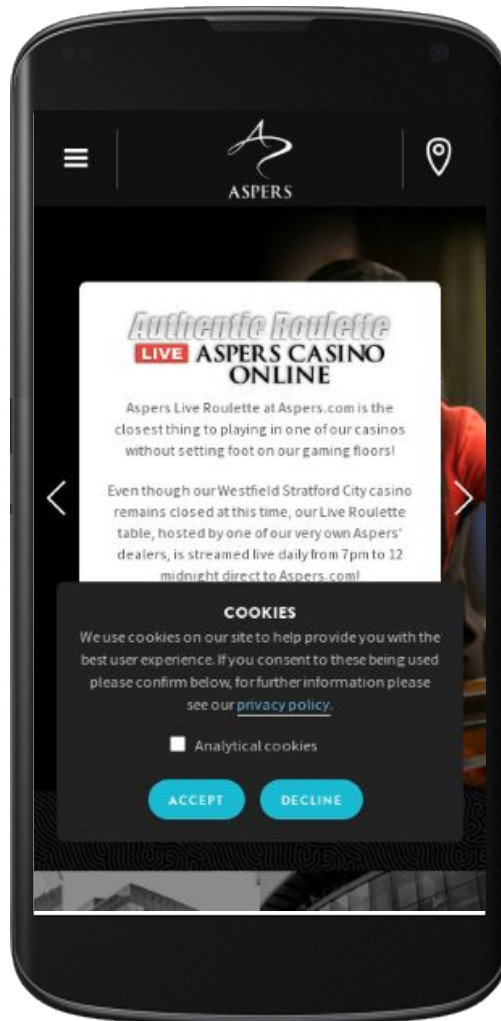 ASPERS
Authentic Roulette
LIVE ASPERS CASINO
ONLINE
Aspers Live Roulette at Aspers.com is the
closest thing to playing in one of our casinos
without setting foot on our gaming floors!
Even though our Westfield Stratford City casino
remains closed at this time, our Live Roulette
table, hosted by one of our very own Aspers'
dealers, is streamed live daily from 7pm to 12
midnight direct to Aspers.com!
COOKIES
We use cookies on our site to help provide you with the
best user experience. If you consent to these being used
please confirm below, for further information please
see our privacy policy.
Analytical cookies
ACCEPT DECLINE